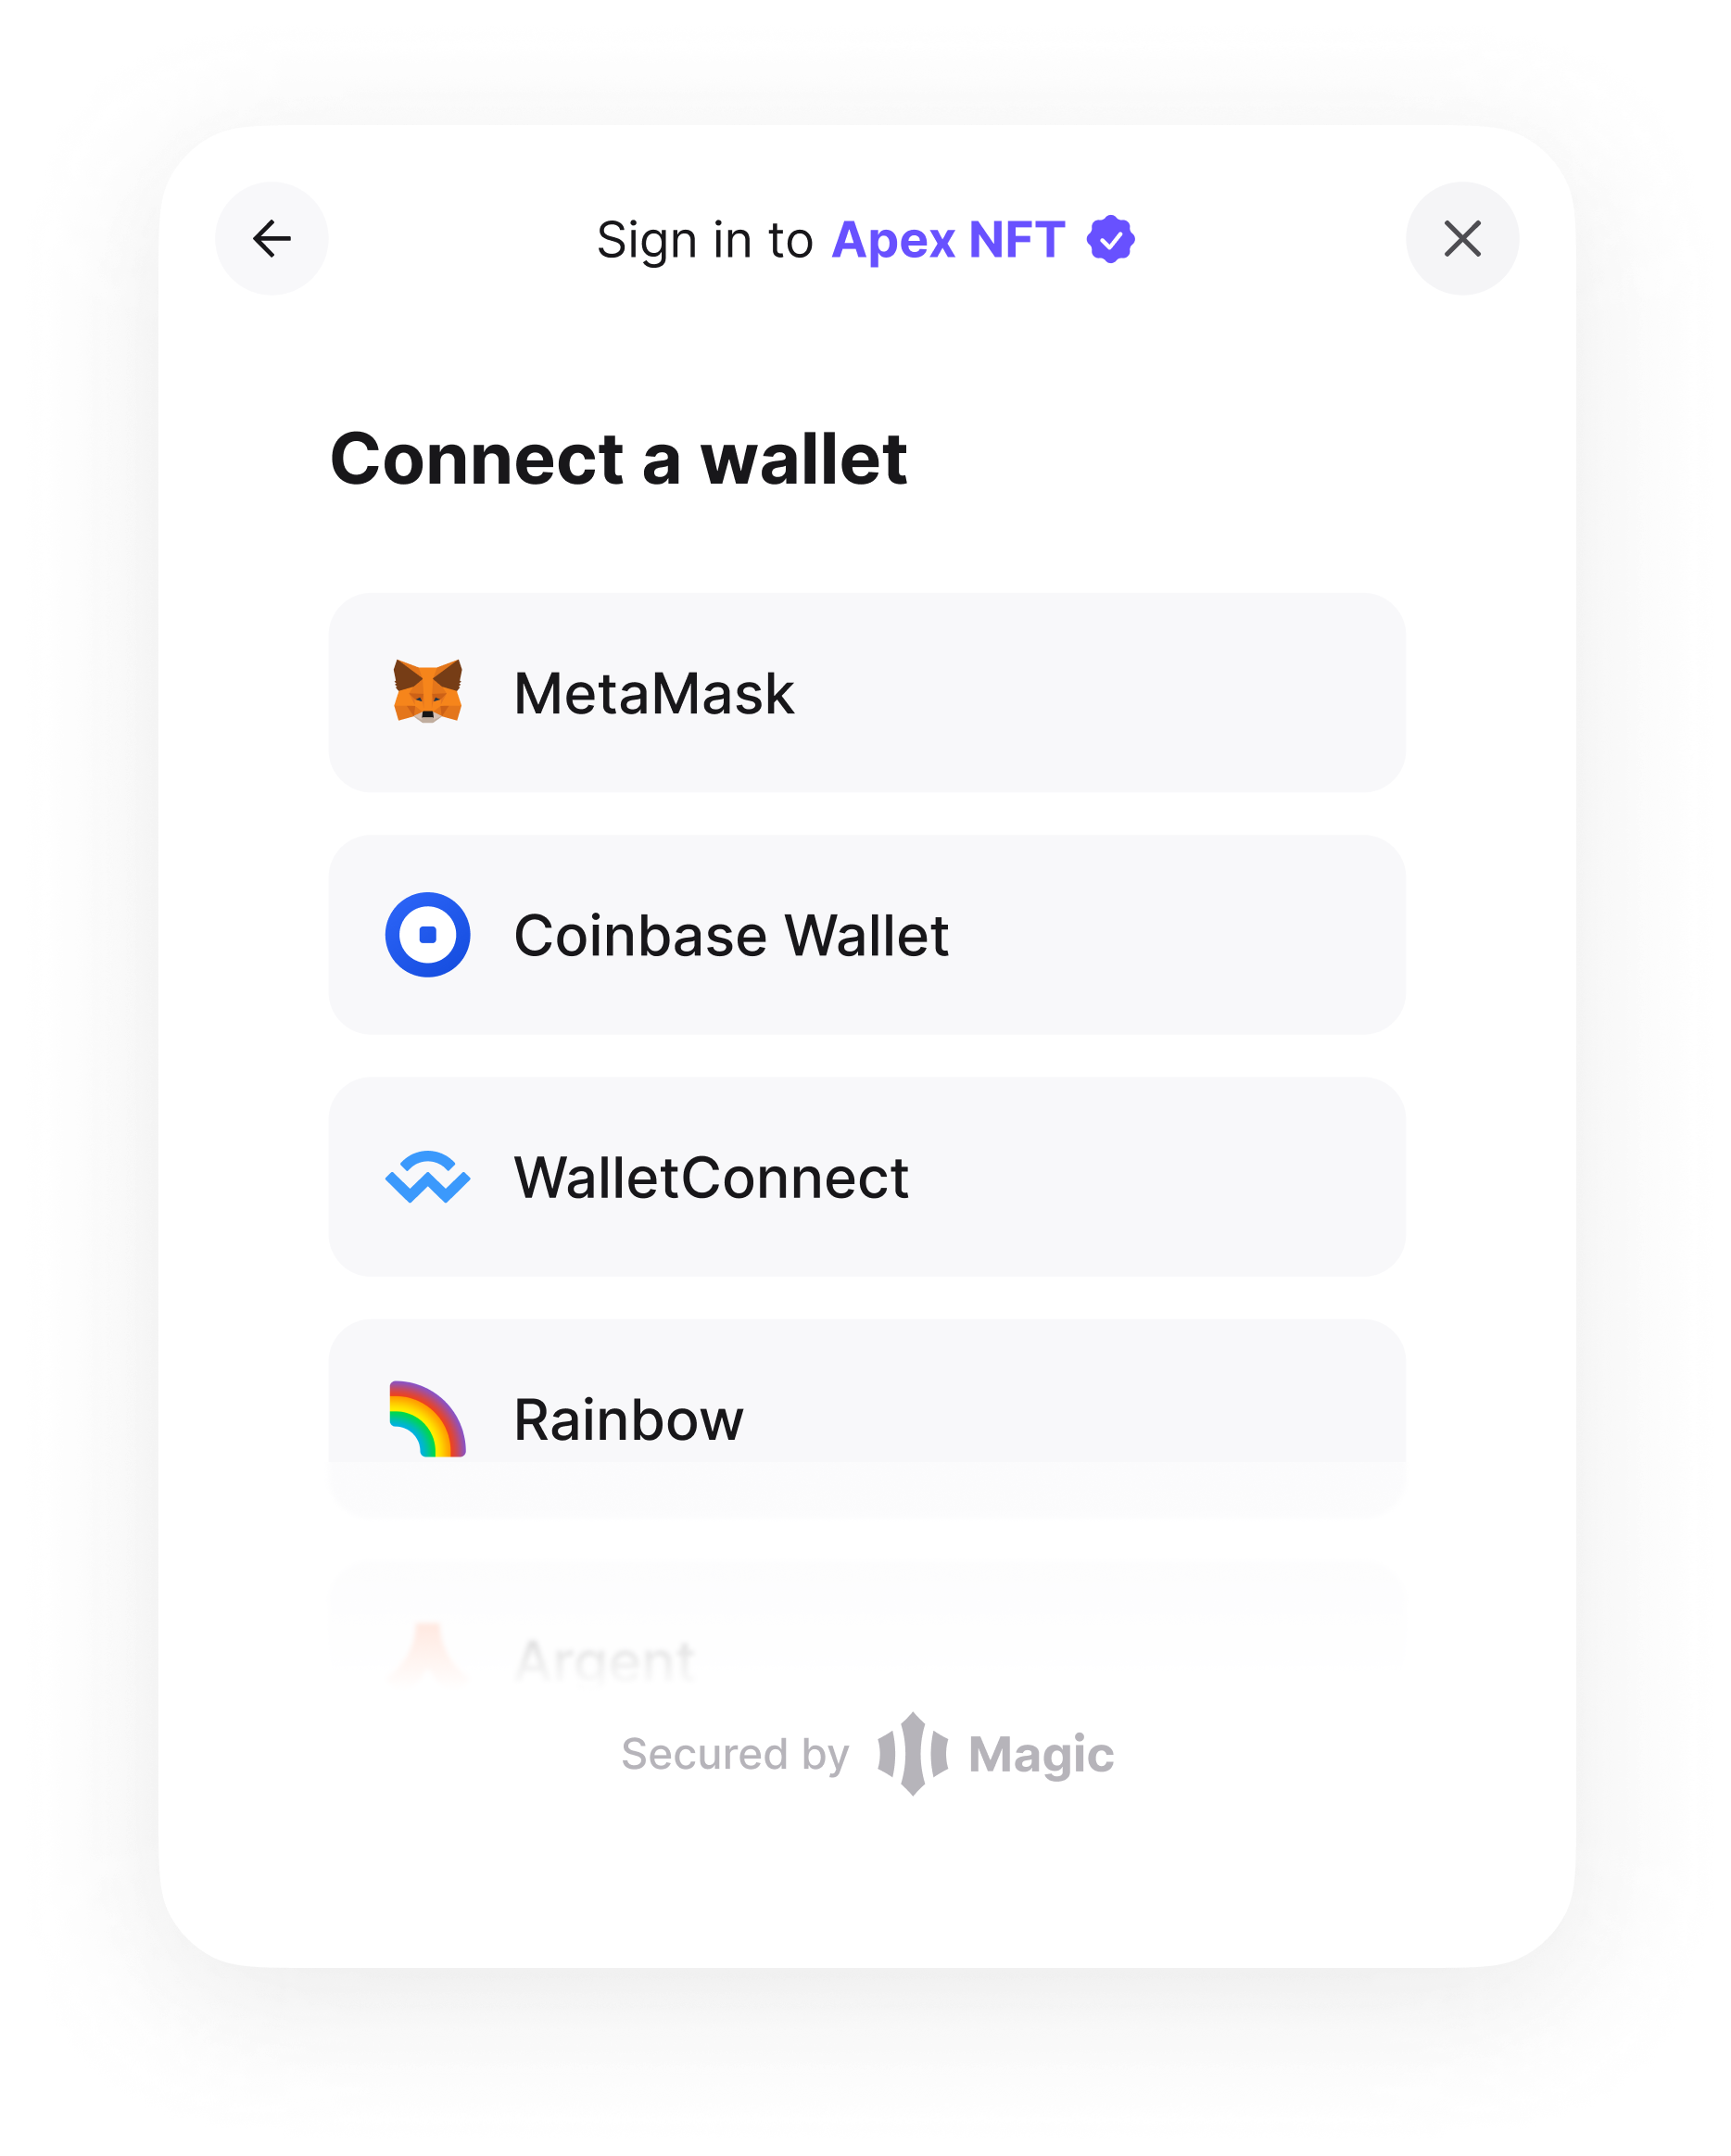 Sign in to Apex NFT
Connect a wallet
MetaMask
Coinbase Wallet
WalletConnect
Rainbow
Argent
Secured by Magic